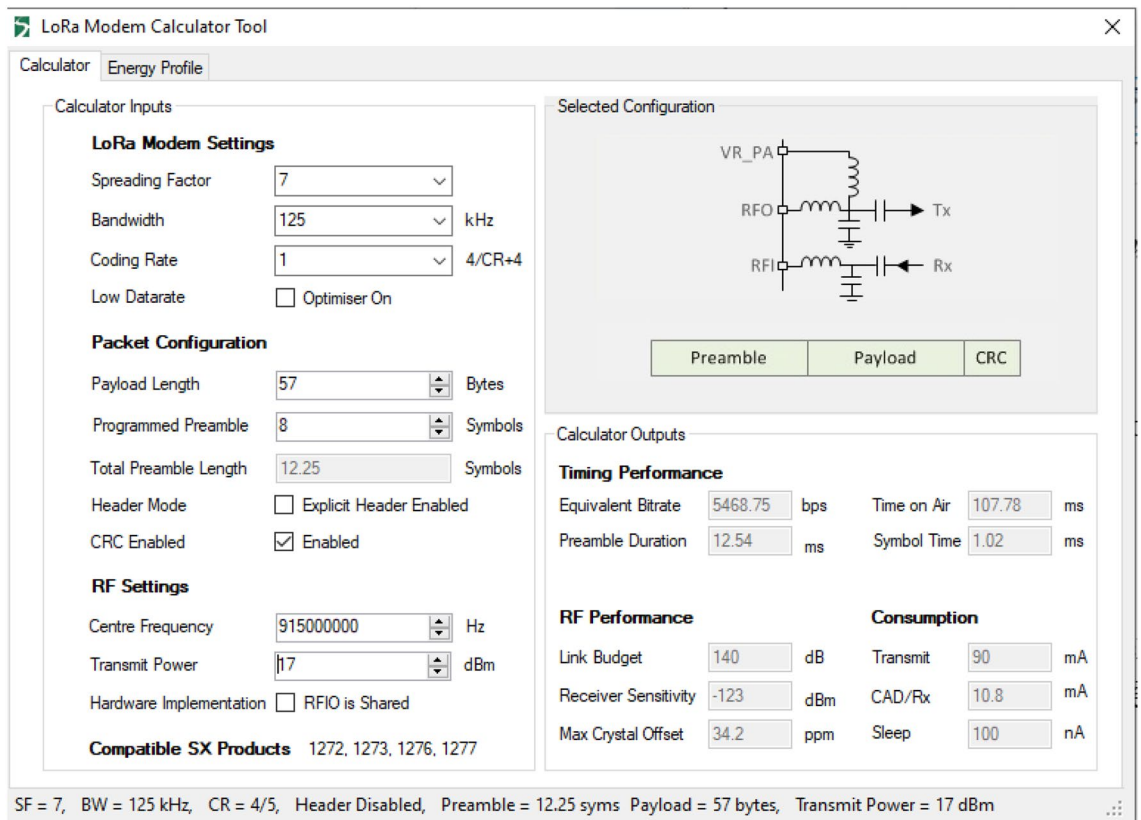 LoRa Modem Calculator Tool
Calculator Energy Profile
Calculator Inputs
LoRa Modem Settings
Spreading Factor 7
Bandwidth 125 kHz
Coding Rate 1 4/CR+4
Low Datarate Optimiser On
Packet Configuration
Payload Length 57 Bytes
Programmed Preamble 8 Symbols
Total Preamble Length 12.25 Symbols
Header Mode Explicit Header Enabled
CRC Enabled Enabled
RF Settings
Centre Frequency 915000000 Hz
Transmit Power 17 dBm
Hardware Implementation RFIO is Shared
Compatible SX Products 1272, 1273, 1276, 1277
Selected Configuration
VR_PA
RFO Tx
RFI Rx
Preamble Payload CRC
Calculator Outputs
Timing Performance
Equivalent Bitrate 5468.75 bps Time on Air 107.78 ms
Preamble Duration 12.54 ms Symbol Time 1.02 ms
RF Performance Consumption
Link Budget 140 dB Transmit 90 mA
Receiver Sensitivity -123 dBm CAD/Rx 10.8 mA
Max Crystal Offset 34.2 ppm Sleep 100 nA
SF = 7, BW = 125 kHz, CR = 4/5, Header Disabled, Preamble = 12.25 syms Payload = 57 bytes, Transmit Power = 17 dBm